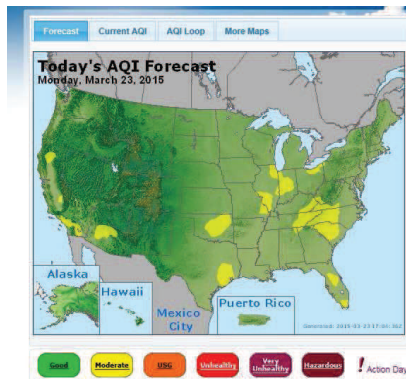 Forecast Current AQI AQI Loop More Maps
Today's AQI Forecast
Monday, March 23, 2015
Alaska
Hawaii
Mexico
City
Puerto Rico
Good Moderate USG Unhealthy Very Unhealthy Hazardous ! Action Day